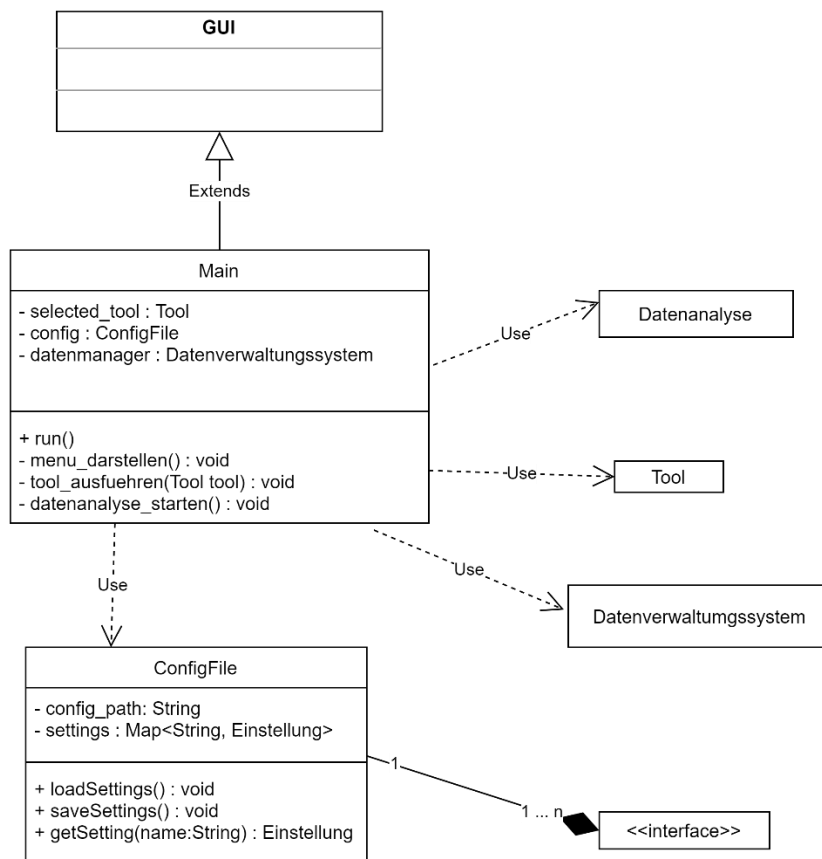 GUI
Extends
Main
- selected_tool : Tool
- config : ConfigFile
- datenmanager : Datenverwaltungssystem
+ run()
- menu_darstellen() : void
- tool_ausfuehren(Tool tool) : void
- datenanalyse_starten() : void
Use
Datenanalyse
Use
Tool
Use
Datenverwaltumgssystem
Use
ConfigFile
- config_path: String
- settings : Map<String, Einstellung>
+ loadSettings() : void
+ saveSettings() : void
+ getSetting(name:String) : Einstellung
1
1 ... n
<<interface>>